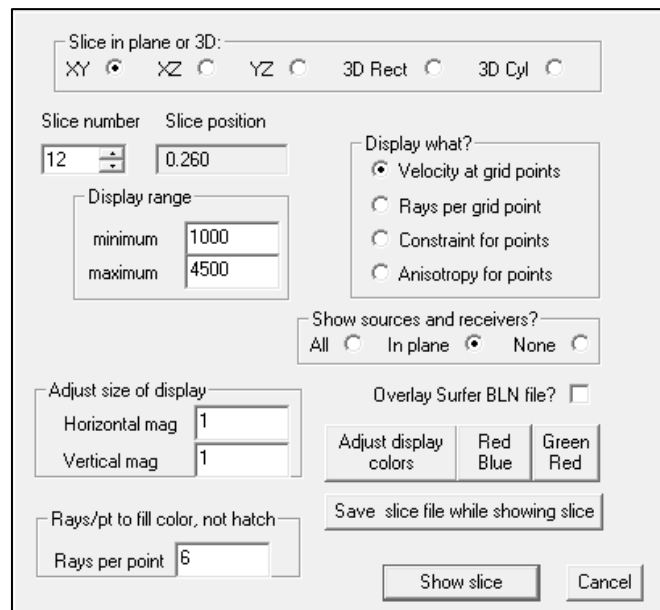 Slice in plane or 3D:
XY XZ YZ 3D Rect 3D Cyl
Slice number Slice position
12 0.260
Display range
minimum 1000
maximum 4500
Display what?
Velocity at grid points
Rays per grid point
Constraint for points
Anisotropy for points
Show sources and receivers?
All In plane None
Adjust size of display
Horizontal mag 1
Vertical mag 1
Overlay Surfer BLN file?
Adjust display colors
Red Blue
Green Red
Save slice file while showing slice
Rays/pt to fill color, not hatch
Rays per point 6
Show slice Cancel